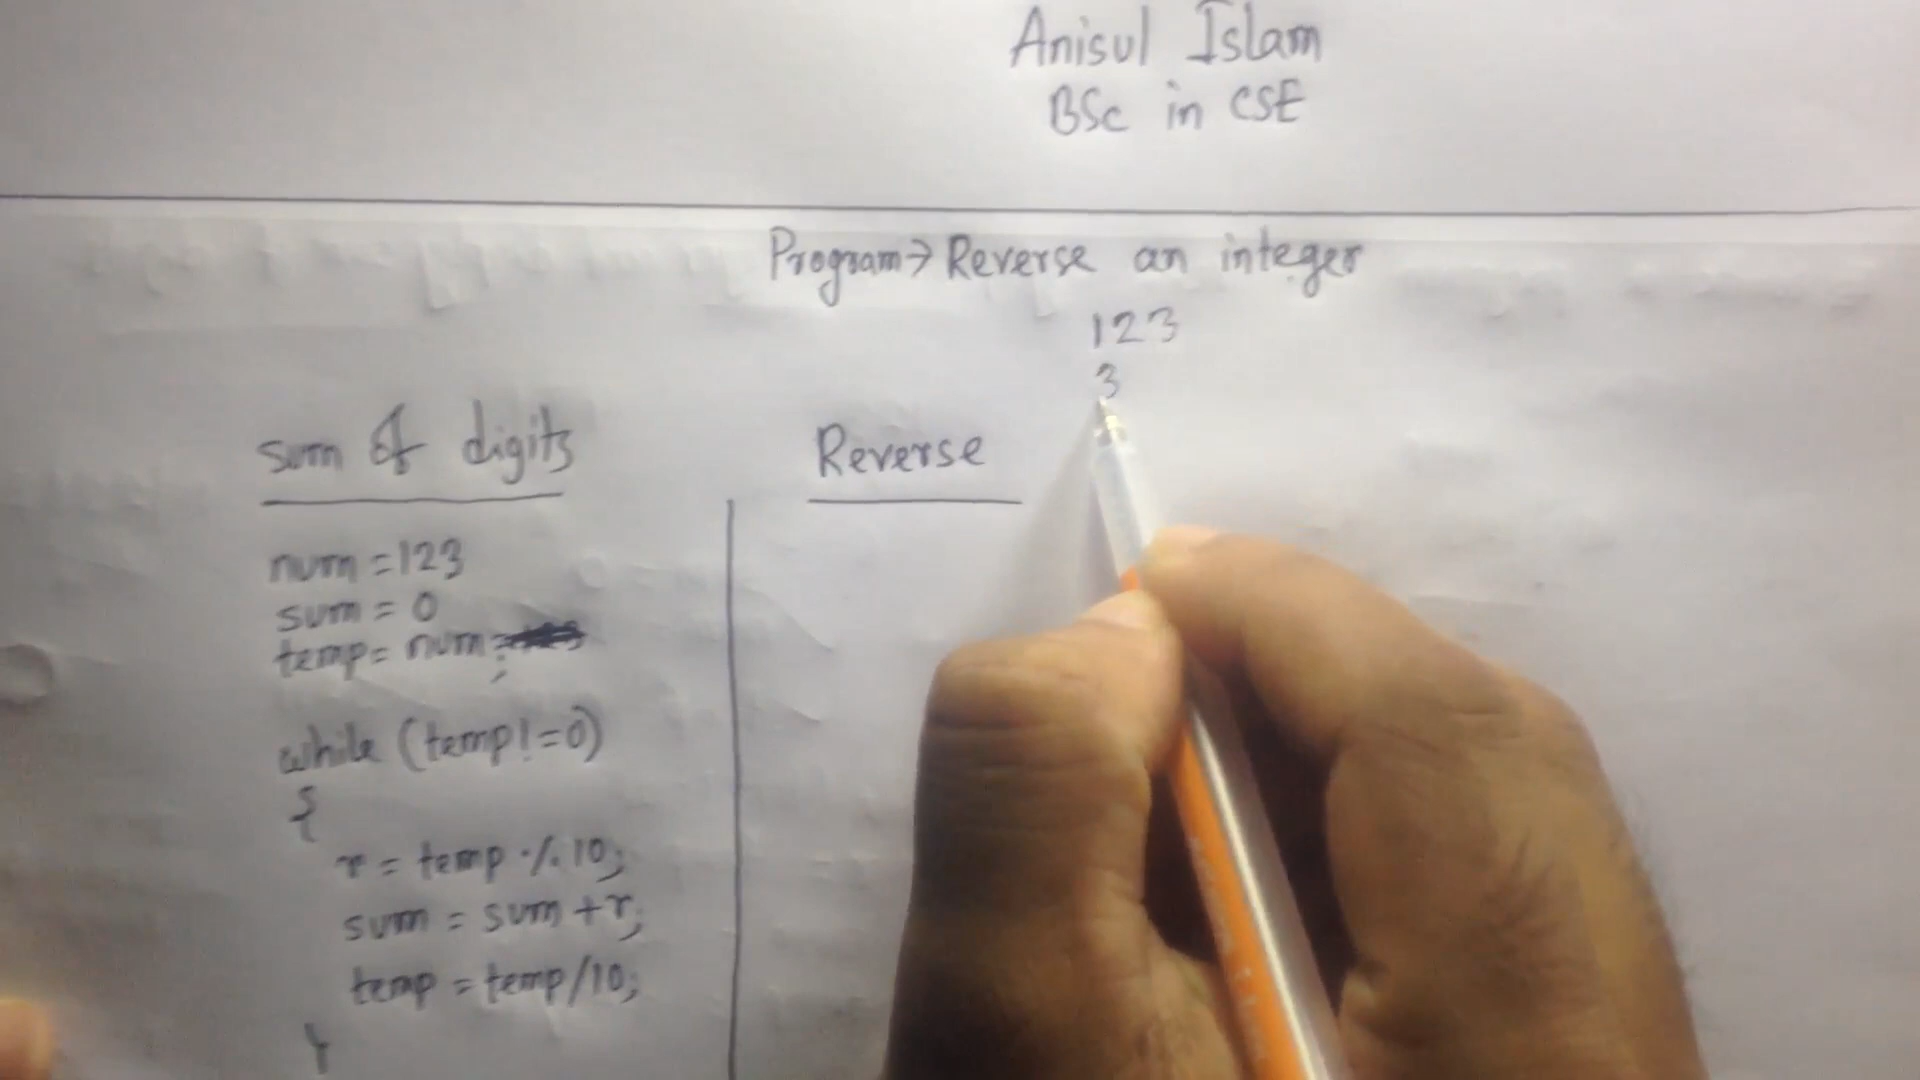 Anisul Islam
BSc in CSE
Program→Reverse an integer
123
3
sum of digits
num=123
sum = 0
temp= num;
while (temp!=0)
{
r = temp % 10;
sum = sum +r;
temp = temp/10;
}
Reverse